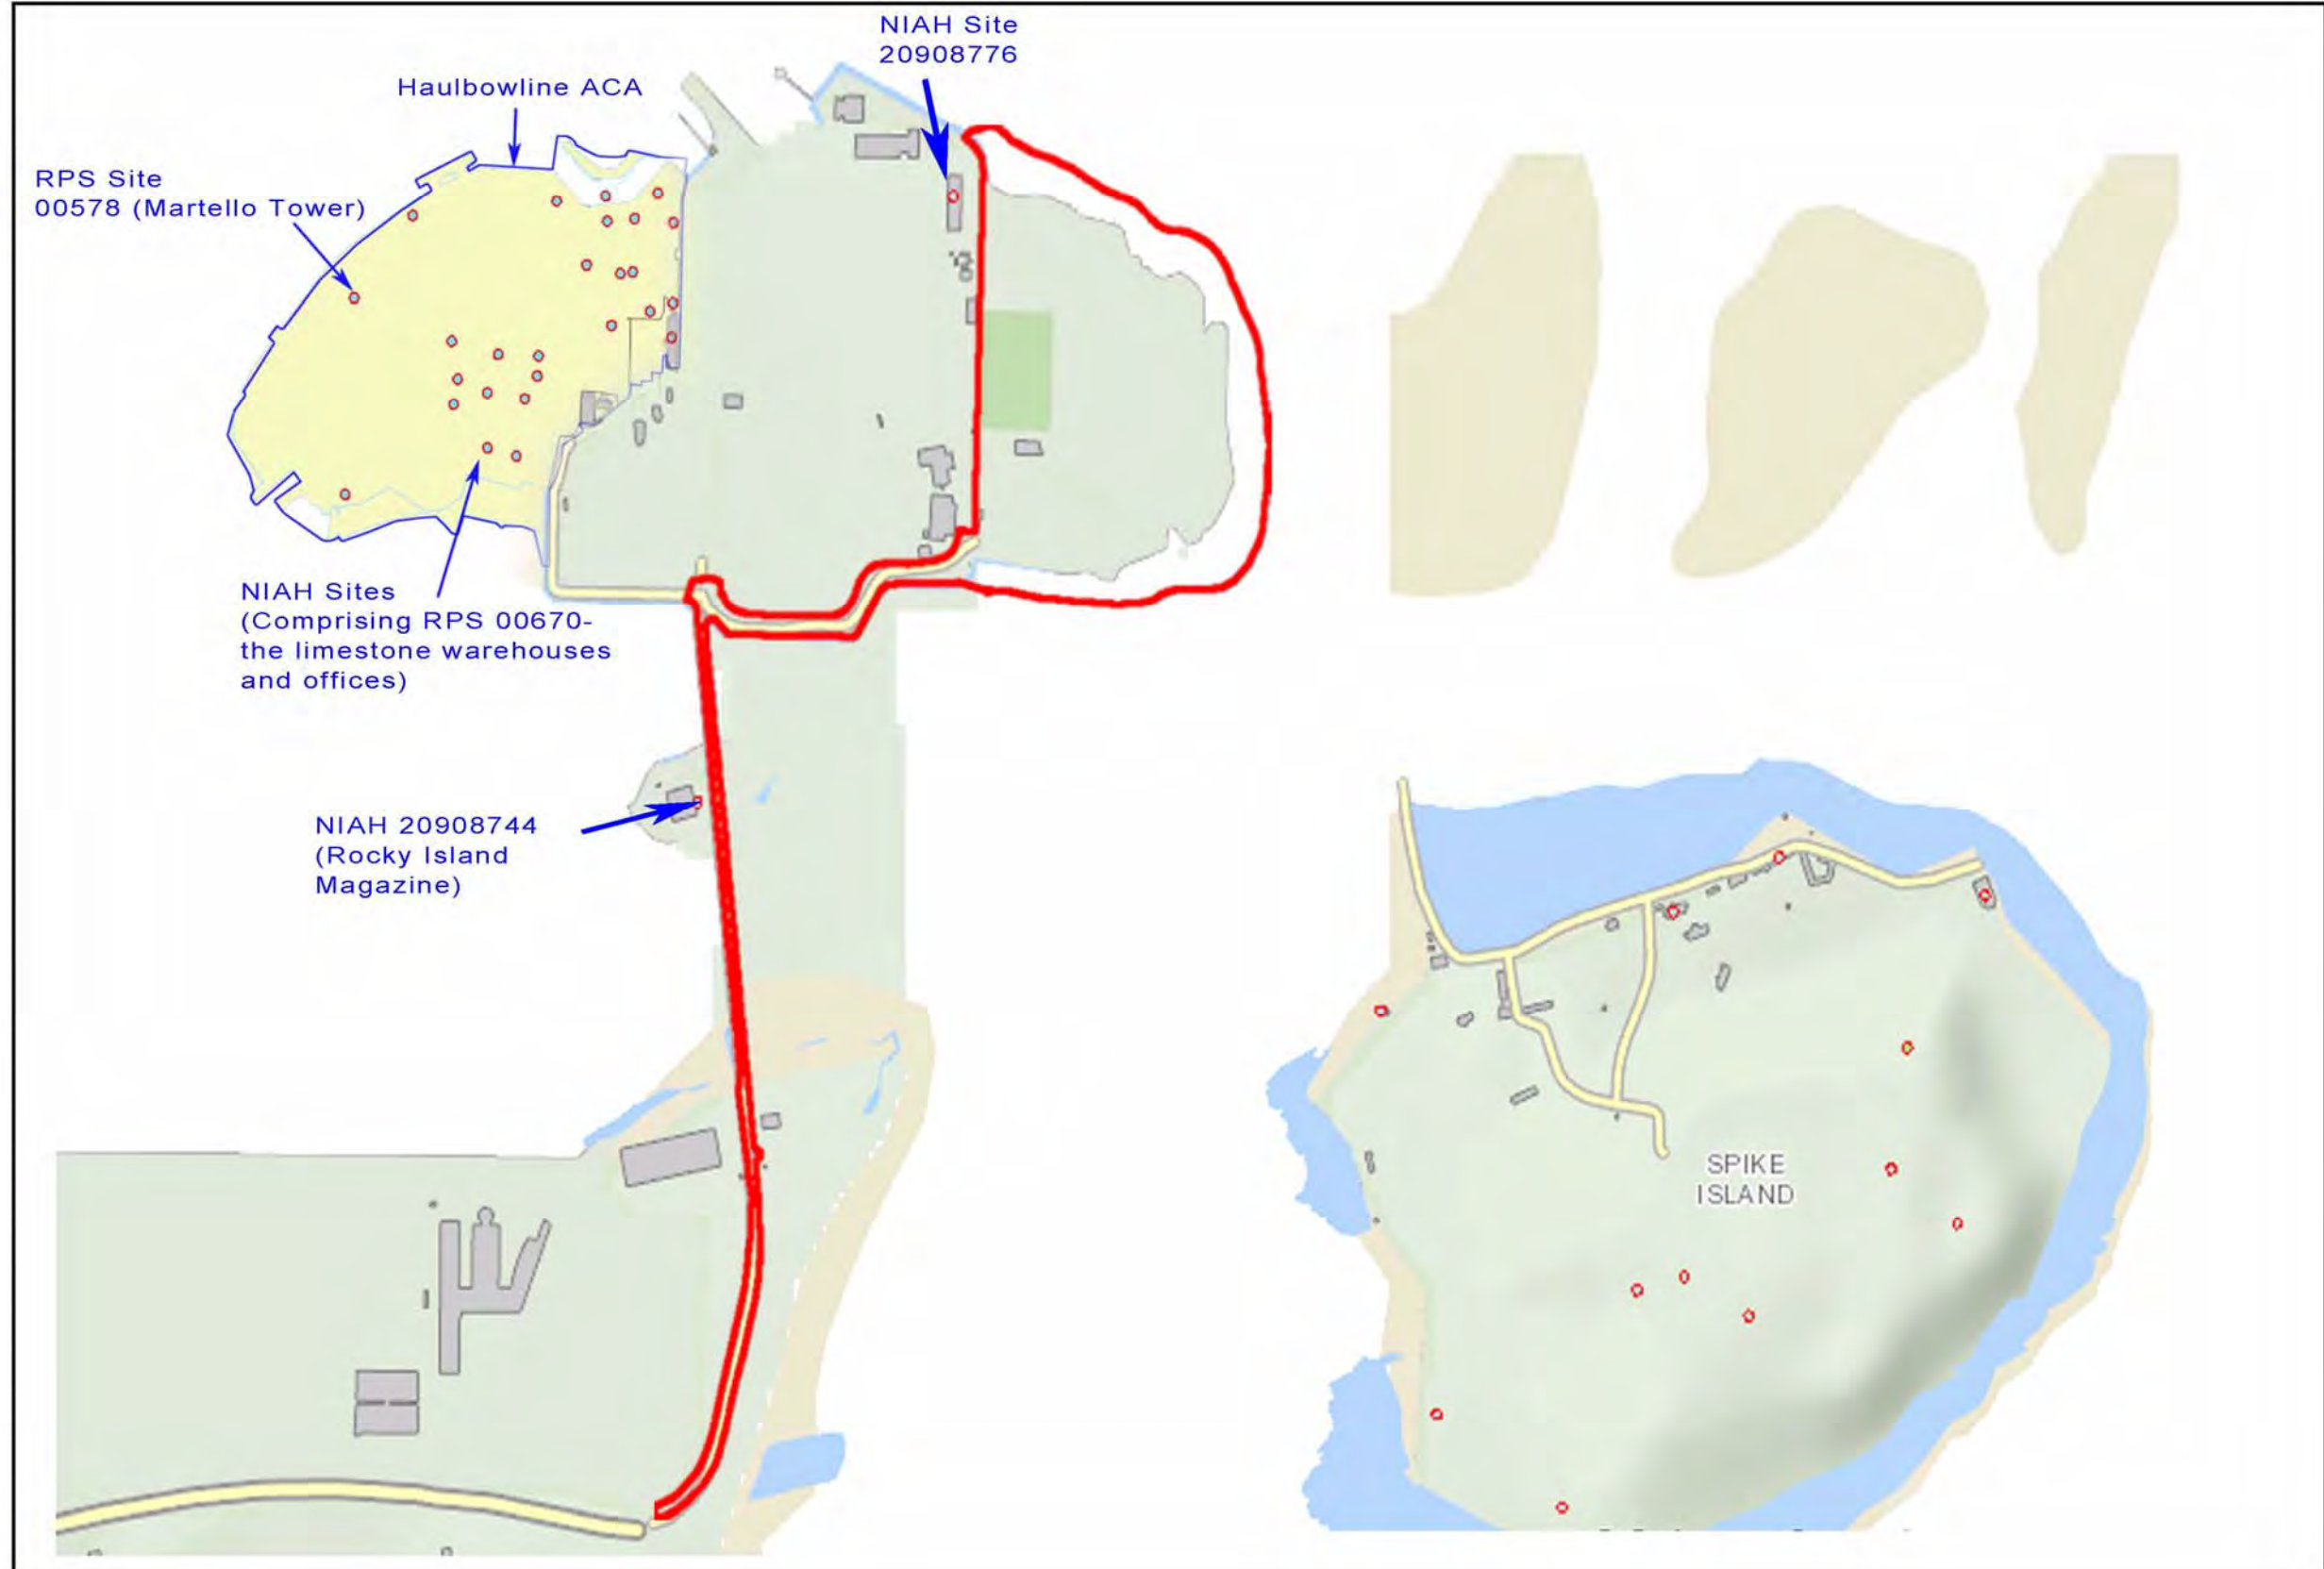 NIAH Site
20908776
Haulbowline ACA
RPS Site
00578 (Martello Tower)
NIAH Sites
(Comprising RPS 00670-
the limestone warehouses
and offices)
NIAH 20908744
(Rocky Island
Magazine)
SPIKE
ISLAND